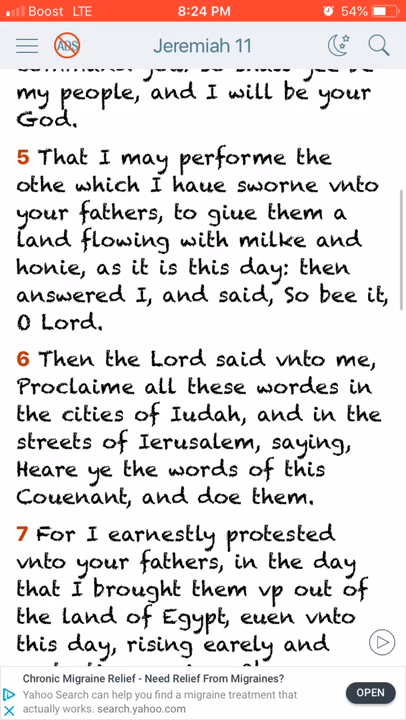 Boost LTE 8:24 PM 54%
ADS Jeremiah 11
my people, and I will be your
God.
5 That I may performe the
othe which I haue sworne vnto
your fathers, to giue them a
land flowing with milke and
honie, as it is this day: then
answered I, and said, So bee it,
O Lord.
6 Then the Lord said vnto me,
Proclaime all these wordes in
the cities of Iudah, and in the
streets of Ierusalem, saying,
Heare ye the words of this
Couenant, and doe them.
7 For I earnestly protested
vnto your fathers, in the day
that I brought them vp out of
the land of Egypt, euen vnto
this day, rising earely and
Chronic Migraine Relief - Need Relief From Migraines?
Yahoo Search can help you find a migraine treatment that
actually works. search.yahoo.com
OPEN